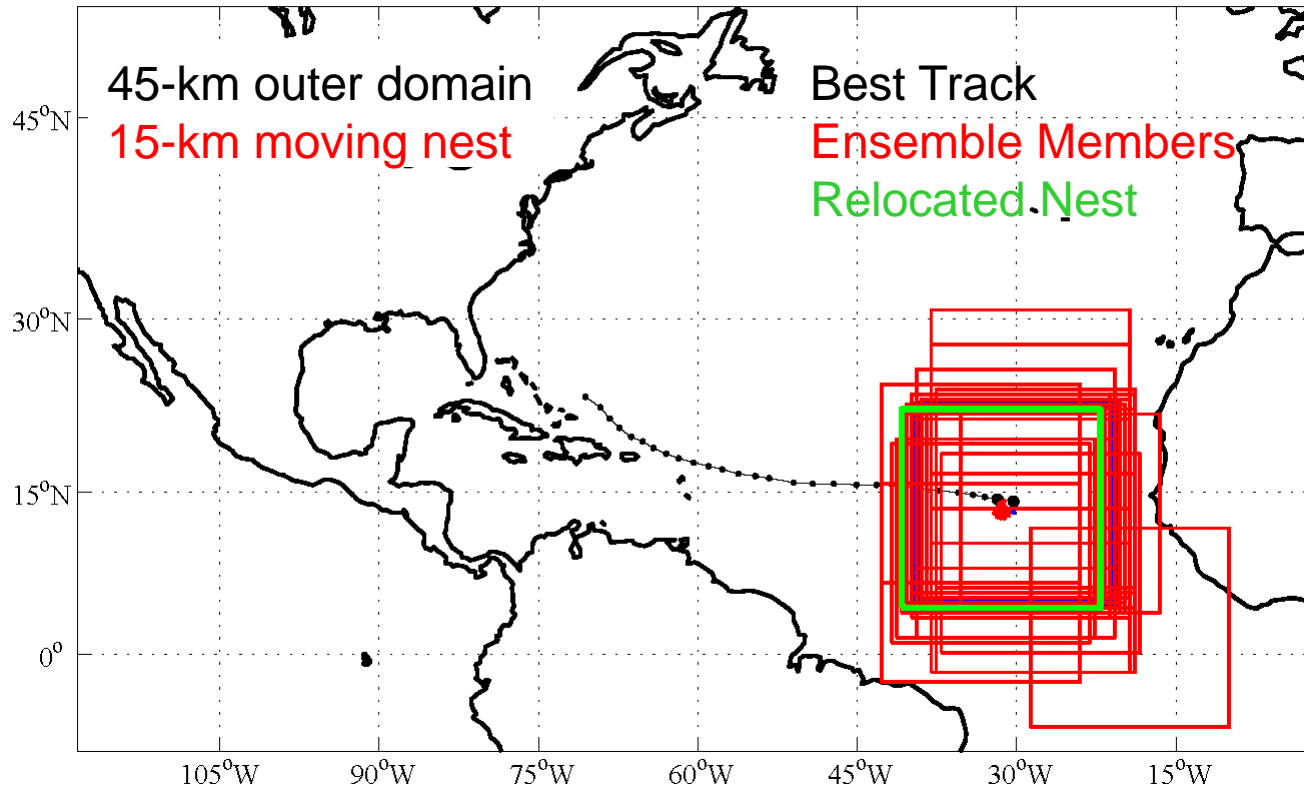 45-km outer domain
15-km moving nest
Best Track
Ensemble Members
Relocated Nest
45°N
30°N
15°N
0°
105°W 90°W 75°W 60°W 45°W 30°W 15°W